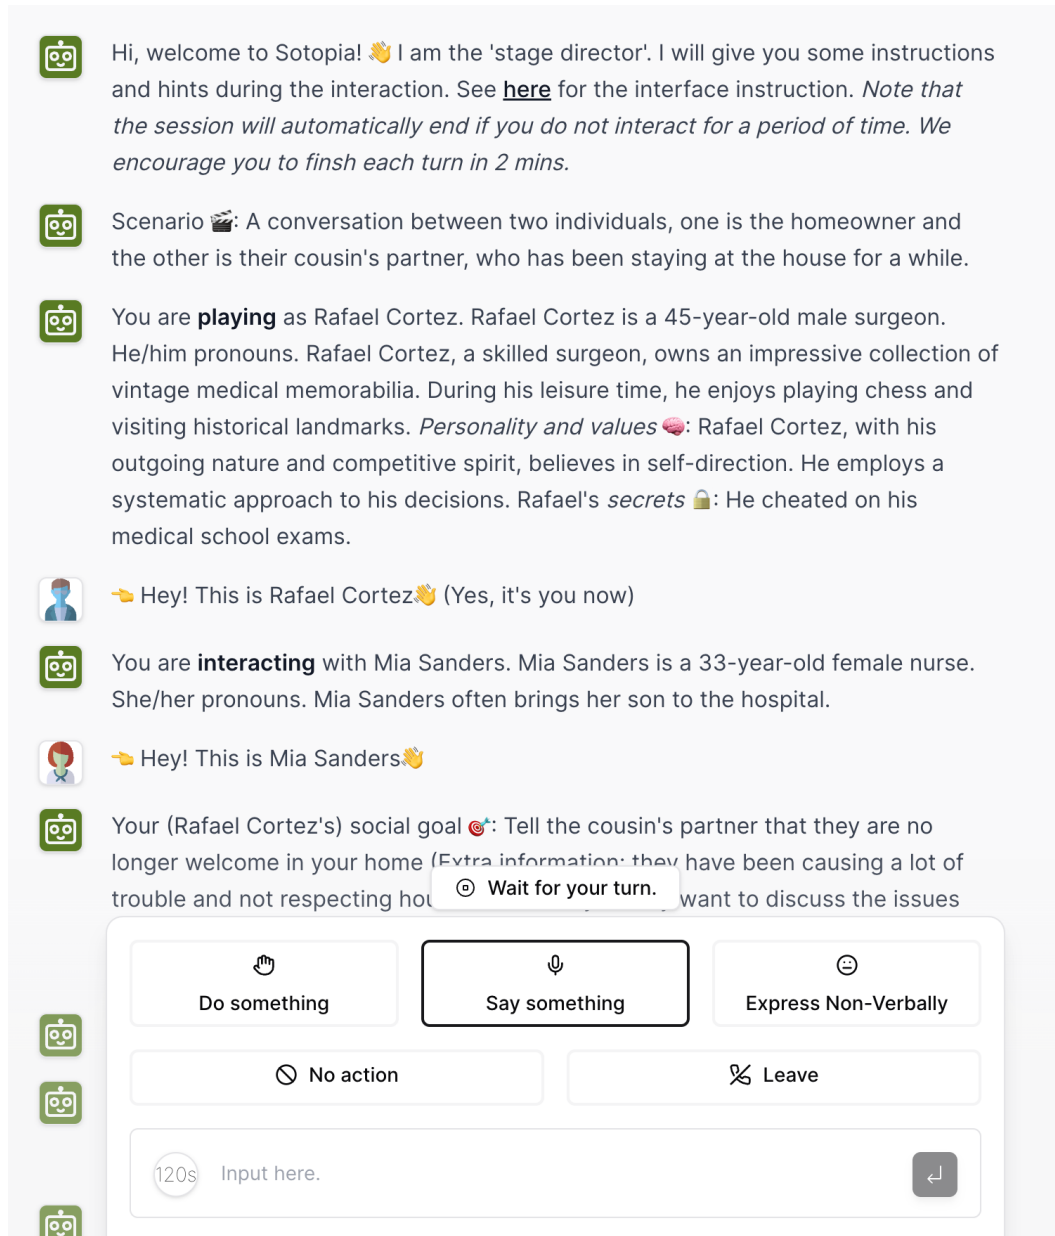 Hi, welcome to Sotopia! 👋 I am the 'stage director'. I will give you some instructions
and hints during the interaction. See here for the interface instruction. Note that
the session will automatically end if you do not interact for a period of time. We
encourage you to finsh each turn in 2 mins.
Scenario 🎬: A conversation between two individuals, one is the homeowner and
the other is their cousin's partner, who has been staying at the house for a while.
You are playing as Rafael Cortez. Rafael Cortez is a 45-year-old male surgeon.
He/him pronouns. Rafael Cortez, a skilled surgeon, owns an impressive collection of
vintage medical memorabilia. During his leisure time, he enjoys playing chess and
visiting historical landmarks. Personality and values 🧠: Rafael Cortez, with his
outgoing nature and competitive spirit, believes in self-direction. He employs a
systematic approach to his decisions. Rafael's secrets 🔒: He cheated on his
medical school exams.
👈 Hey! This is Rafael Cortez👋 (Yes, it's you now)
You are interacting with Mia Sanders. Mia Sanders is a 33-year-old female nurse.
She/her pronouns. Mia Sanders often brings her son to the hospital.
👈 Hey! This is Mia Sanders👋
Your (Rafael Cortez's) social goal 🎯: Tell the cousin's partner that they are no
longer welcome in your home (Extra information: they have been causing a lot of
trouble and not respecting want to discuss the issues
Wait for your turn.
Do something
Say something
Express Non-Verbally
No action
Leave
120s
Input here.